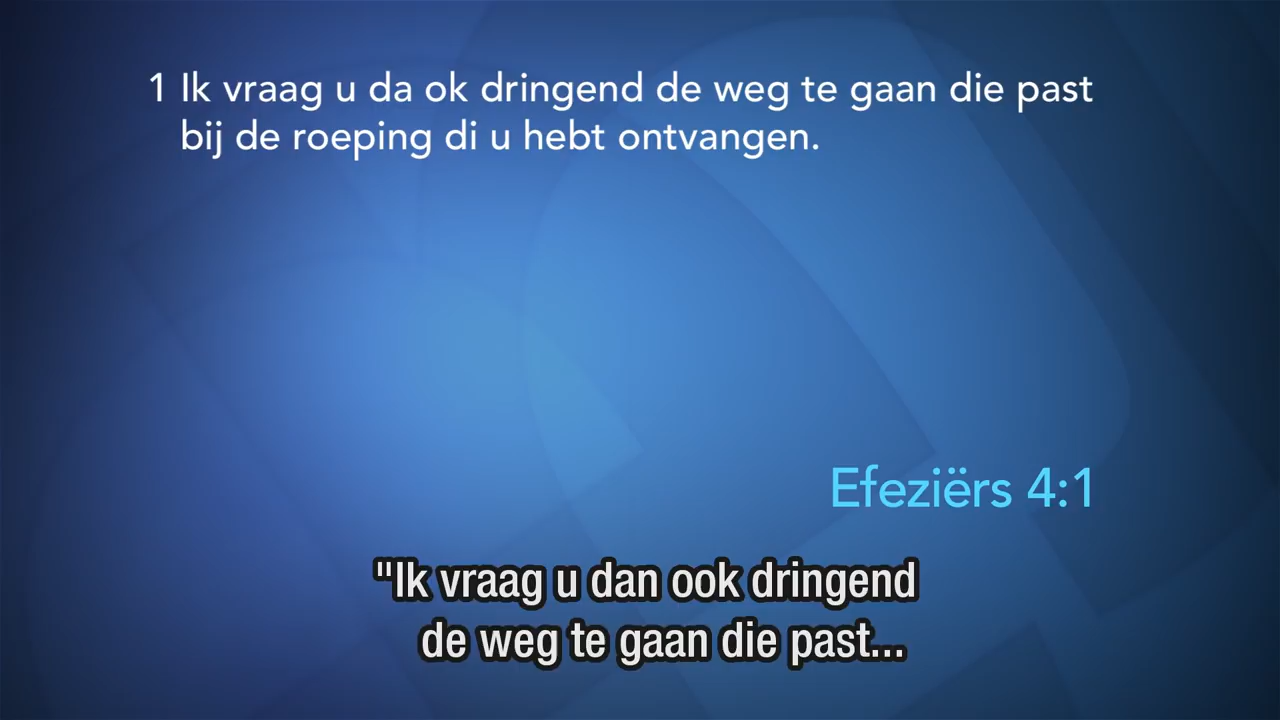 1 Ik vraag u da ok dringend de weg te gaan die past
bij de roeping di u hebt ontvangen.
Efeziërs 4:1
"Ik vraag u dan ook dringend
de weg te gaan die past...